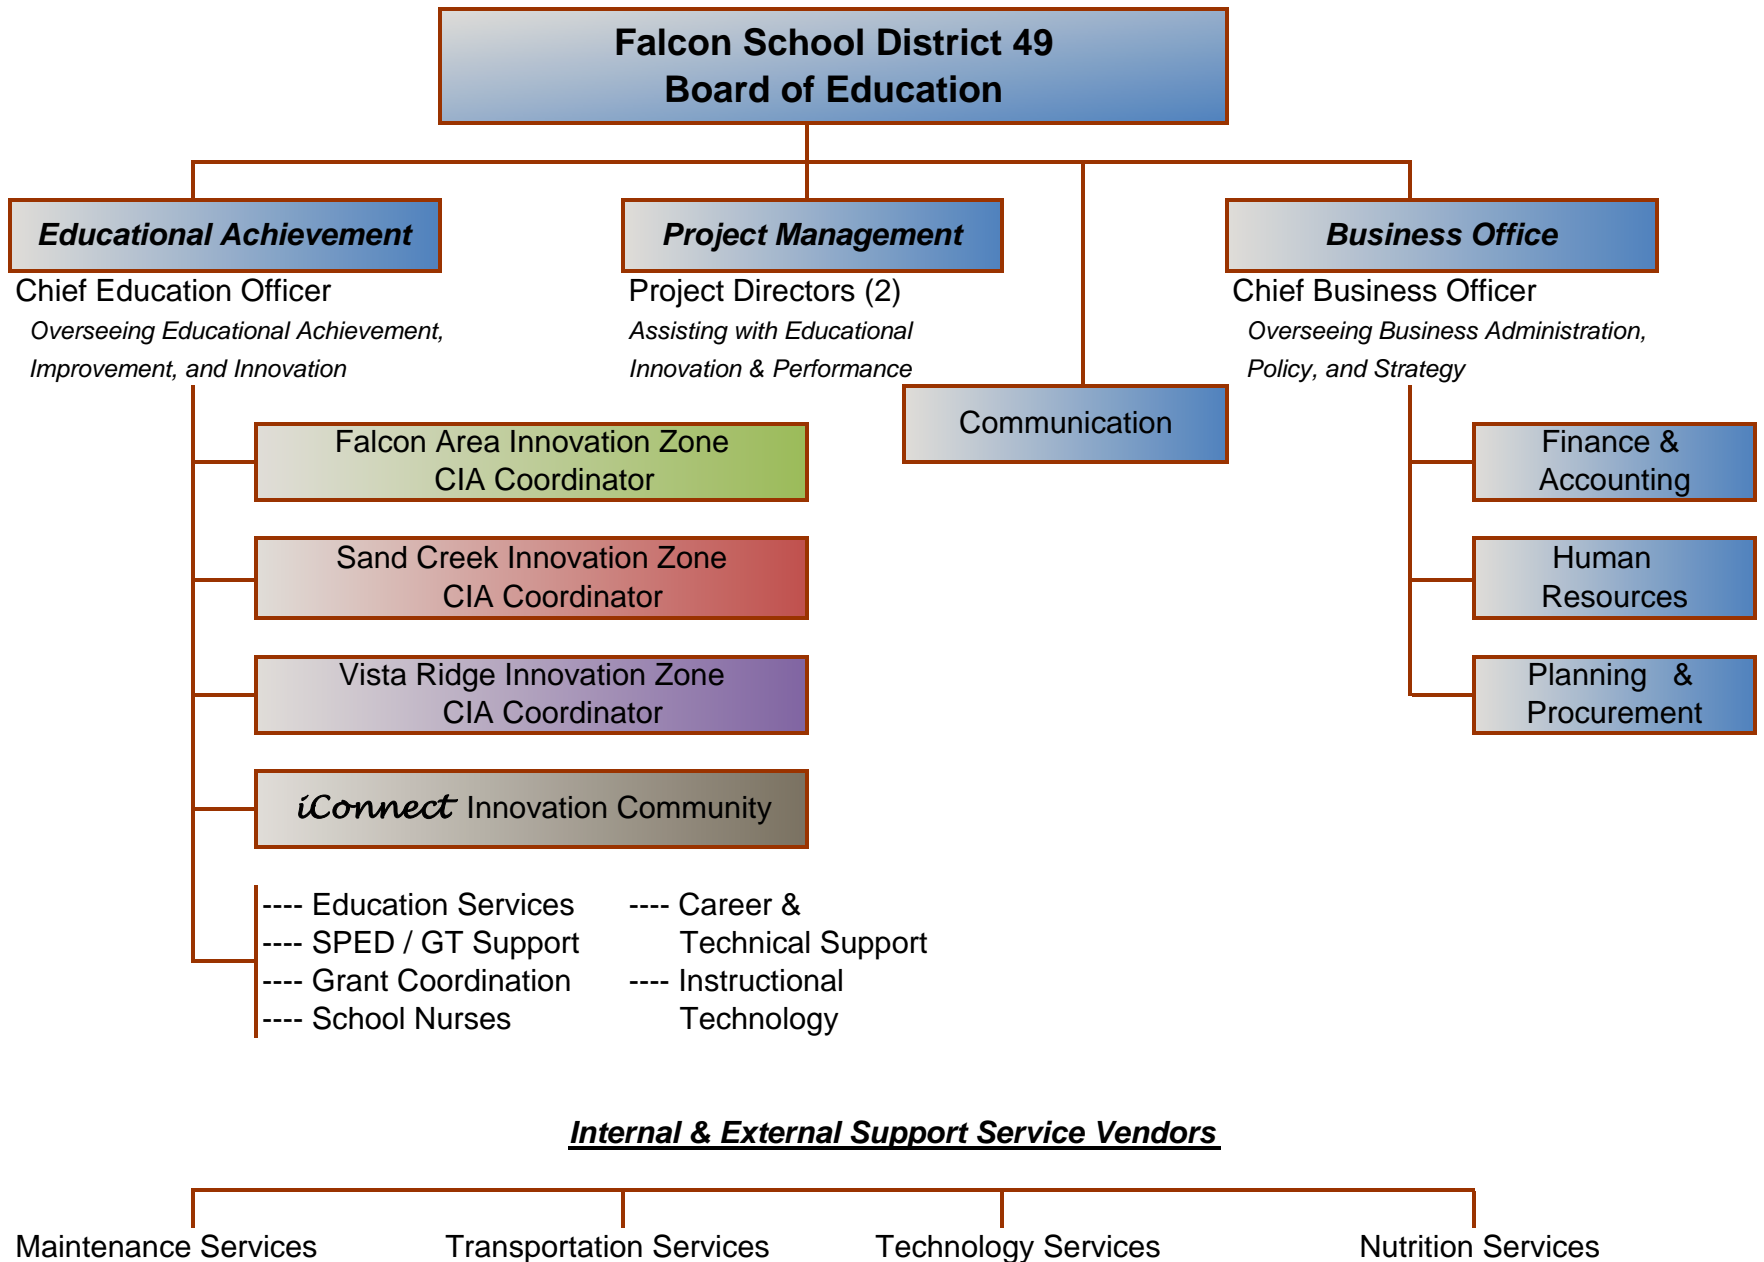 Falcon School District 49
Board of Education
Educational Achievement
Chief Education Officer
Overseeing Educational Achievement,
Improvement, and Innovation
Project Management
Project Directors (2)
Assisting with Educational
Innovation & Performance
Communication
Business Office
Chief Business Officer
Overseeing Business Administration,
Policy, and Strategy
Falcon Area Innovation Zone
CIA Coordinator
Sand Creek Innovation Zone
CIA Coordinator
Vista Ridge Innovation Zone
CIA Coordinator
iConnect Innovation Community
---- Education Services
---- SPED / GT Support
---- Grant Coordination
---- School Nurses
---- Career &
Technical Support
---- Instructional
Technology
Finance &
Accounting
Human
Resources
Planning &
Procurement
Internal & External Support Service Vendors
Maintenance Services
Transportation Services
Technology Services
Nutrition Services